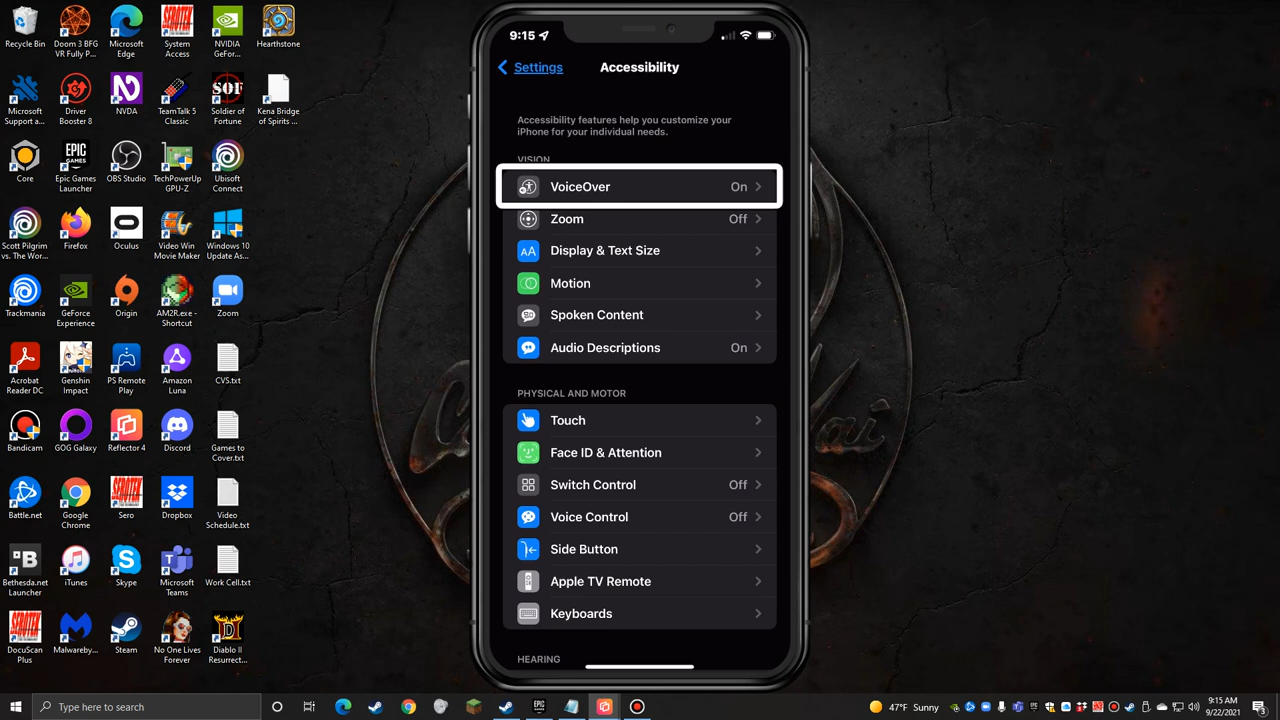 Recycle Bin
Doom 3 BFG
VR Fully P...
Microsoft
Edge
SEROTEK
System
Access
NVIDIA
GeFor...
Hearthstone
Microsoft
Support a...
Driver
Booster 8
NVDA
TeamTalk 5
Classic
SOF
Soldier of
Fortune
Kena Bridge
of Spirits ...
Core
EPIC
GAMES
Epic Games
Launcher
OBS Studio
TechPowerUp
GPU-Z
Ubisoft
Connect
Scott Pilgrim
vs. The Wor...
Firefox
Oculus
Video Win
Movie Maker
Windows 10
Update As...
Trackmania
GeForce
Experience
Origin
AM2R.exe -
Shortcut
Zoom
Acrobat
Reader DC
Genshin
Impact
PS Remote
Play
Amazon
Luna
CVS.txt
Bandicam
GOG Galaxy
Reflector 4
Discord
Games to
Cover.txt
Battle.net
Google
Chrome
SEROTEK
Sero
Dropbox
Video
Schedule.txt
B
Bethesda.net
Launcher
iTunes
Skype
Microsoft
Teams
Work Cell.txt
SEROTEK
DocuScan
Plus
Malwareby...
Steam
No One Lives
Forever
Diablo II
Resurrect...
9:15
Settings
Accessibility
Accessibility features help you customize your
iPhone for your individual needs.
VISION
VoiceOver On
Zoom Off
AA Display & Text Size
Motion
Spoken Content
Audio Descriptions On
PHYSICAL AND MOTOR
Touch
Face ID & Attention
Switch Control Off
Voice Control Off
Side Button
Apple TV Remote
Keyboards
HEARING
Type here to search
47°F Sunny
9:15 AM
9/22/2021